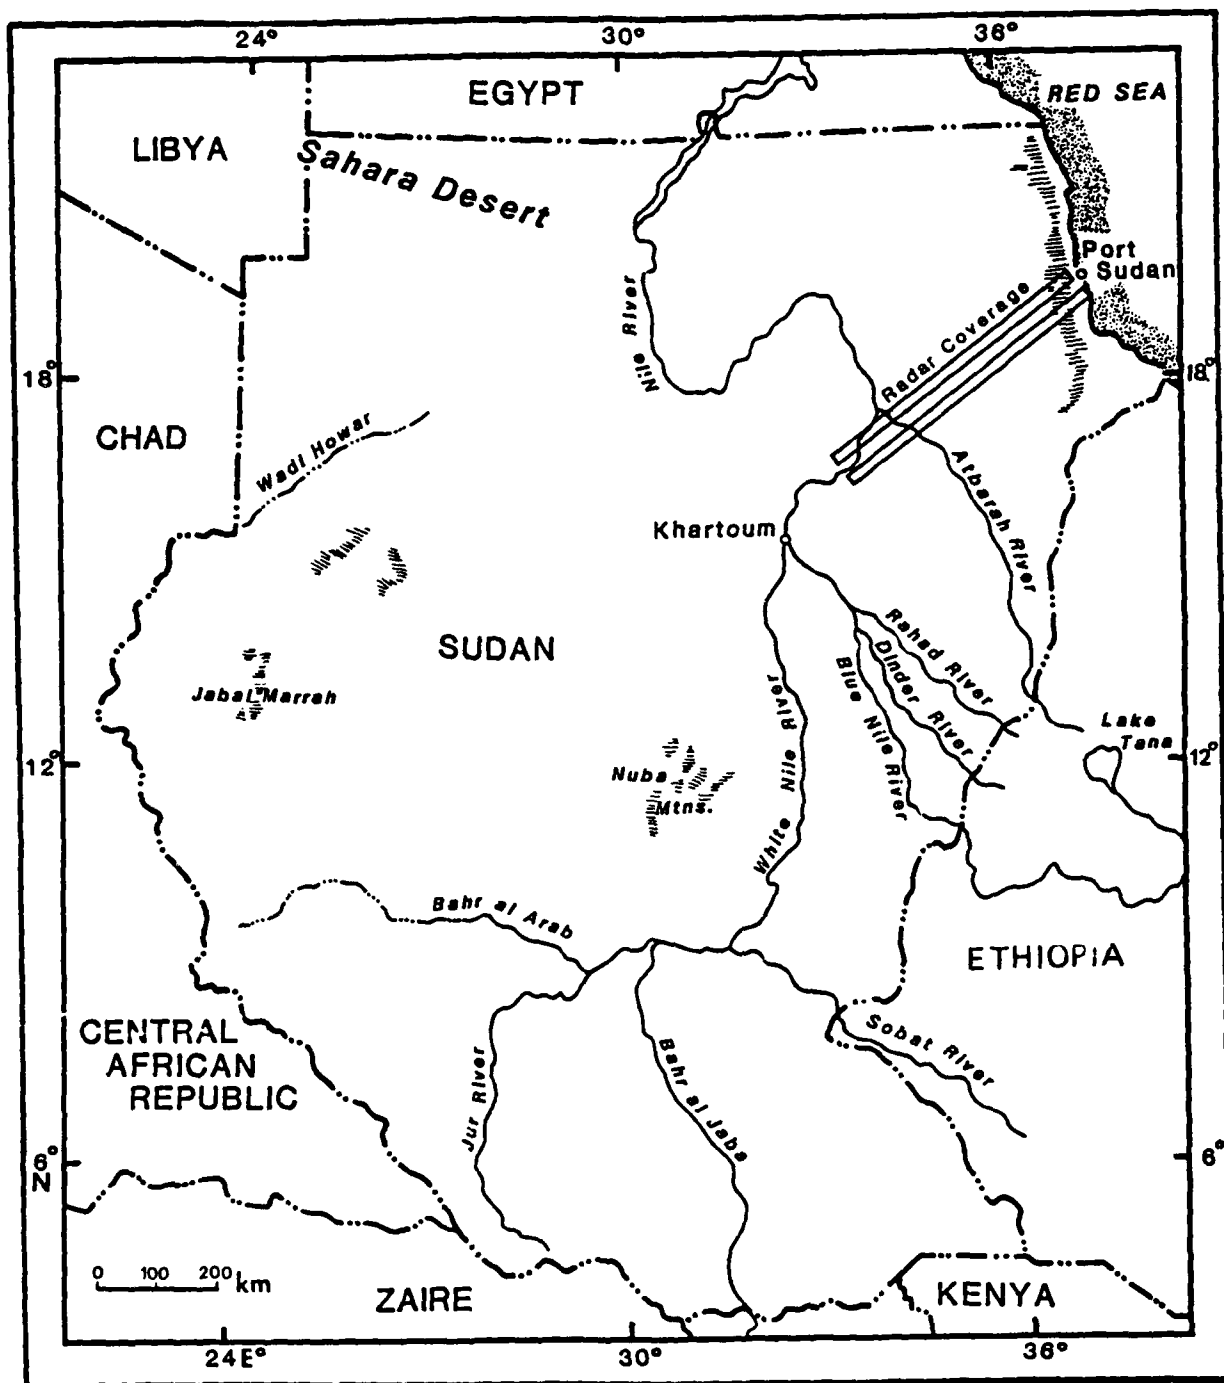 24° 30° 36°
EGYPT
RED SEA
LIBYA
Sahara Desert
Port
Sudan
Nile River
Radar Coverage
18° 18°
CHAD
Wadi Howar
Atbarah River
Khartoum
SUDAN
Rahad River
Dinder River
Blue Nile River
Jabal Marrah
White Nile River
Lake
Tana
12° 12°
Nuba
Mtns.
Bahr al Arab
ETHIOPIA
Sobat River
CENTRAL
AFRICAN
REPUBLIC
Jur River
Bahr al Jaba
6° 6°
N
0 100 200 km
ZAIRE
KENYA
24E° 30° 36°